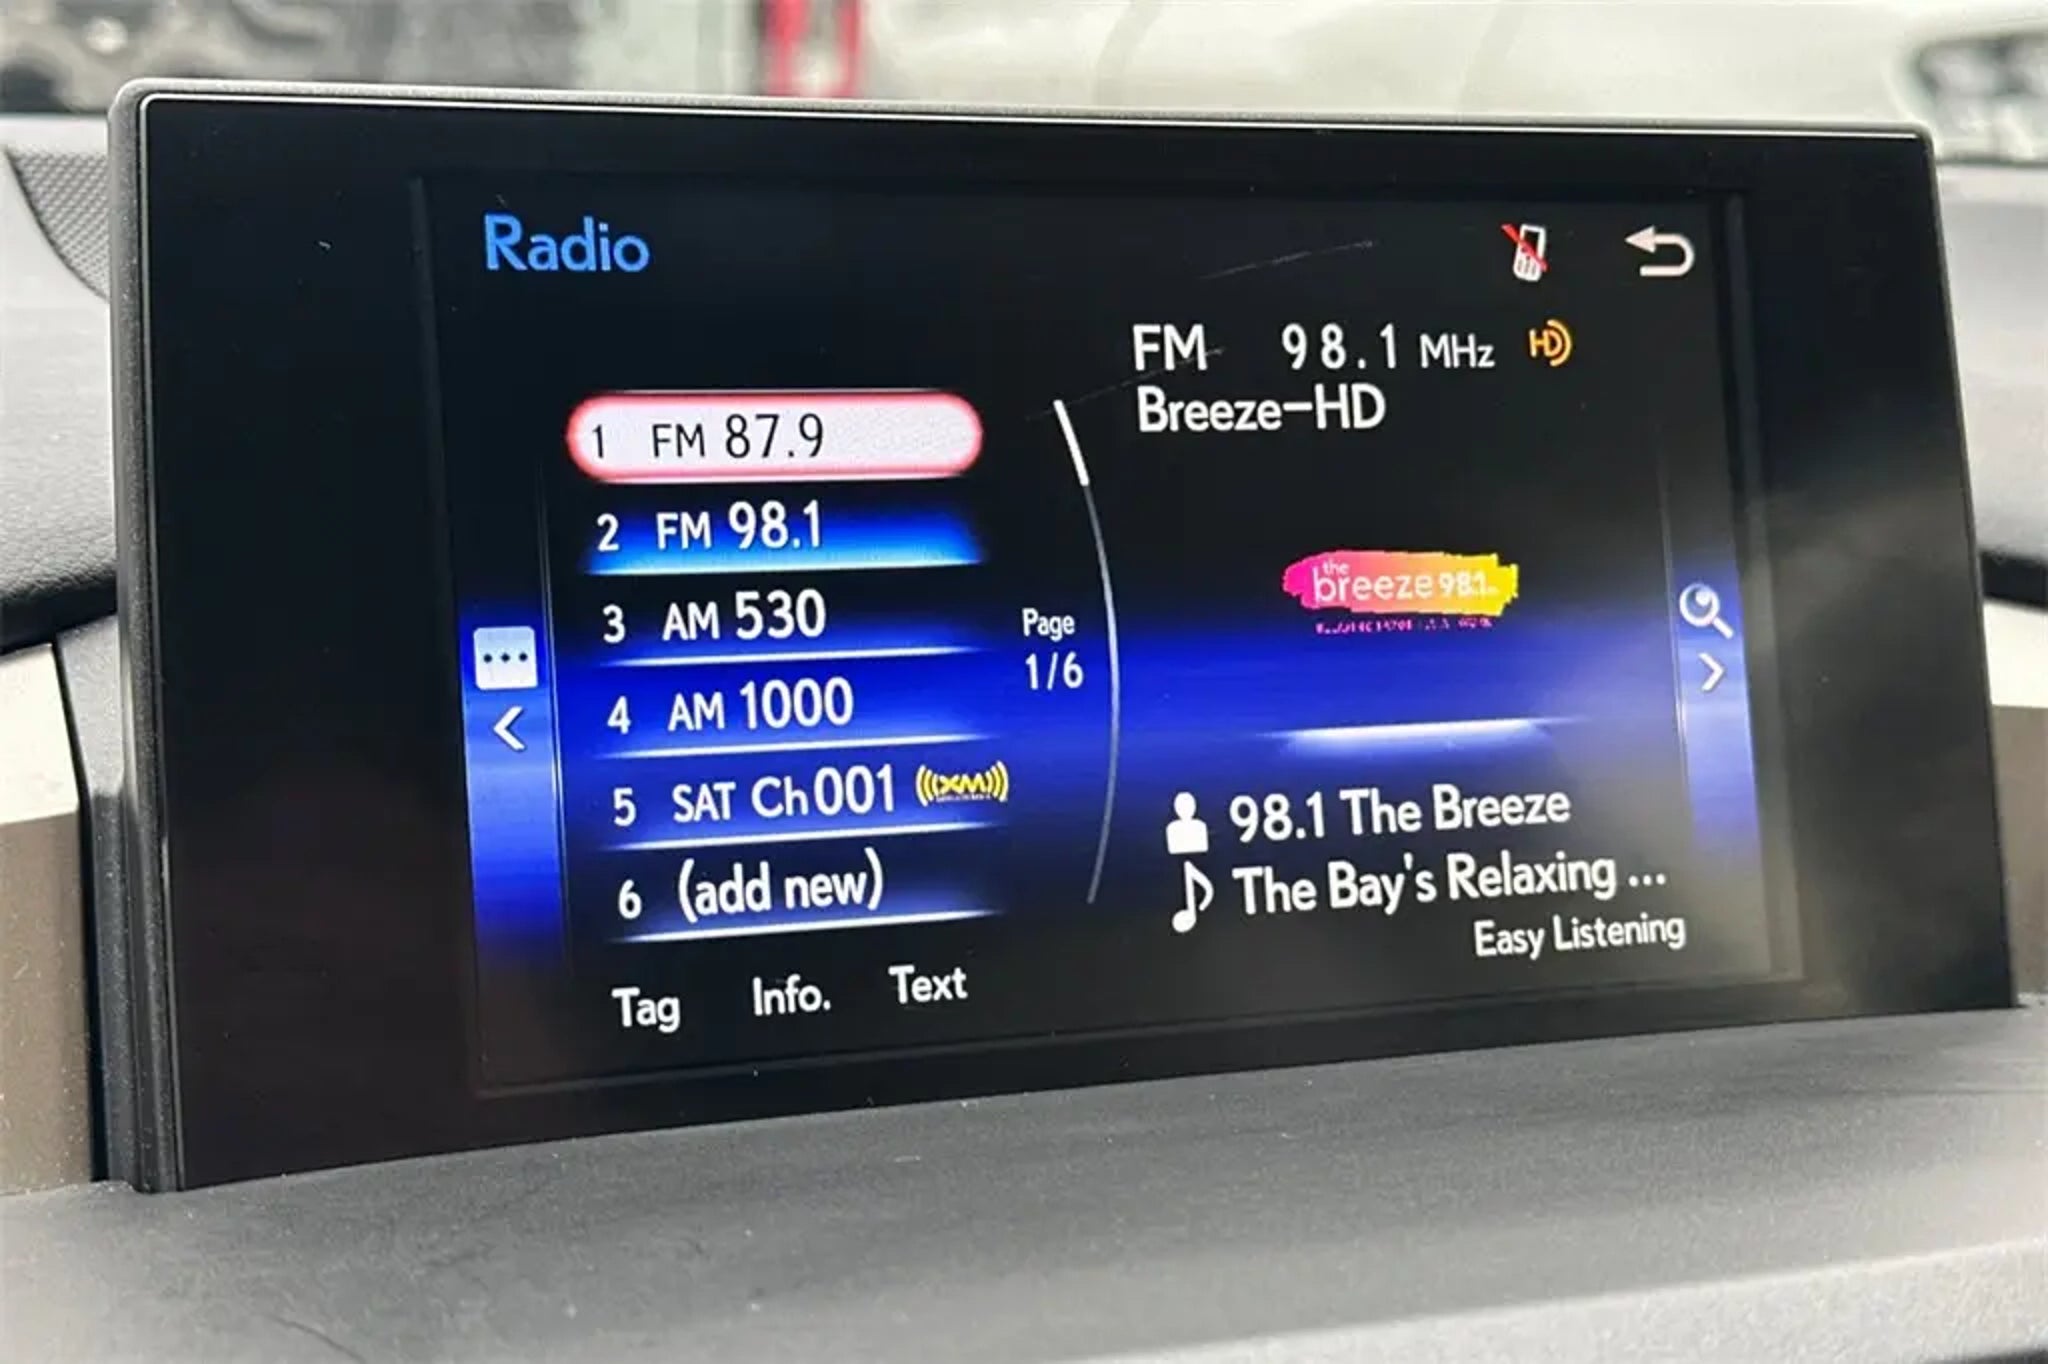 Radio
1 FM 87.9
2 FM 98.1
3 AM 530
4 AM 1000
5 SAT Ch 001 ((XM))
6 (add new)
Page
1/6
Tag Info. Text
FM 98.1 MHz HD
Breeze-HD
the
breeze 98.1
98.1 The Breeze
The Bay's Relaxing ...
Easy Listening